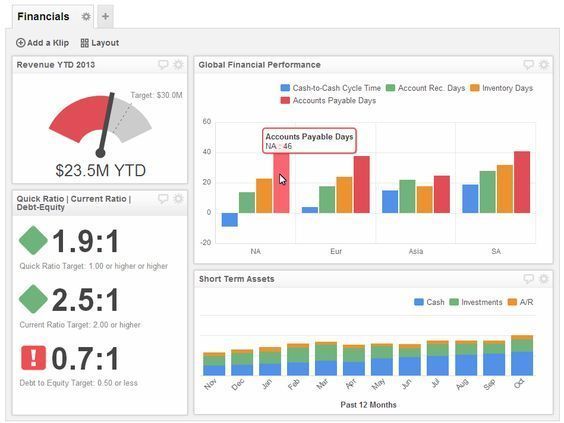 Financials
+
Add a Klip
Layout
Revenue YTD 2013
Target: $30.0M
$23.5M YTD
Quick Ratio | Current Ratio |
Debt-Equity
1.9:1
Quick Ratio Target: 1.00 or higher or higher
2.5:1
Current Ratio Target: 2.00 or higher
!
0.7:1
Debt to Equity Target: 0.50 or less
Global Financial Performance
Cash-to-Cash Cycle Time Account Rec. Days Inventory Days
Accounts Payable Days
60
40
20
0
-20
Accounts Payable Days
NA : 46
NA Eur Asia SA
Short Term Assets
Cash Investments A/R
Nov Dec Jan Feb Mar Apr May Jun Jul Aug Sep Oct
Past 12 Months